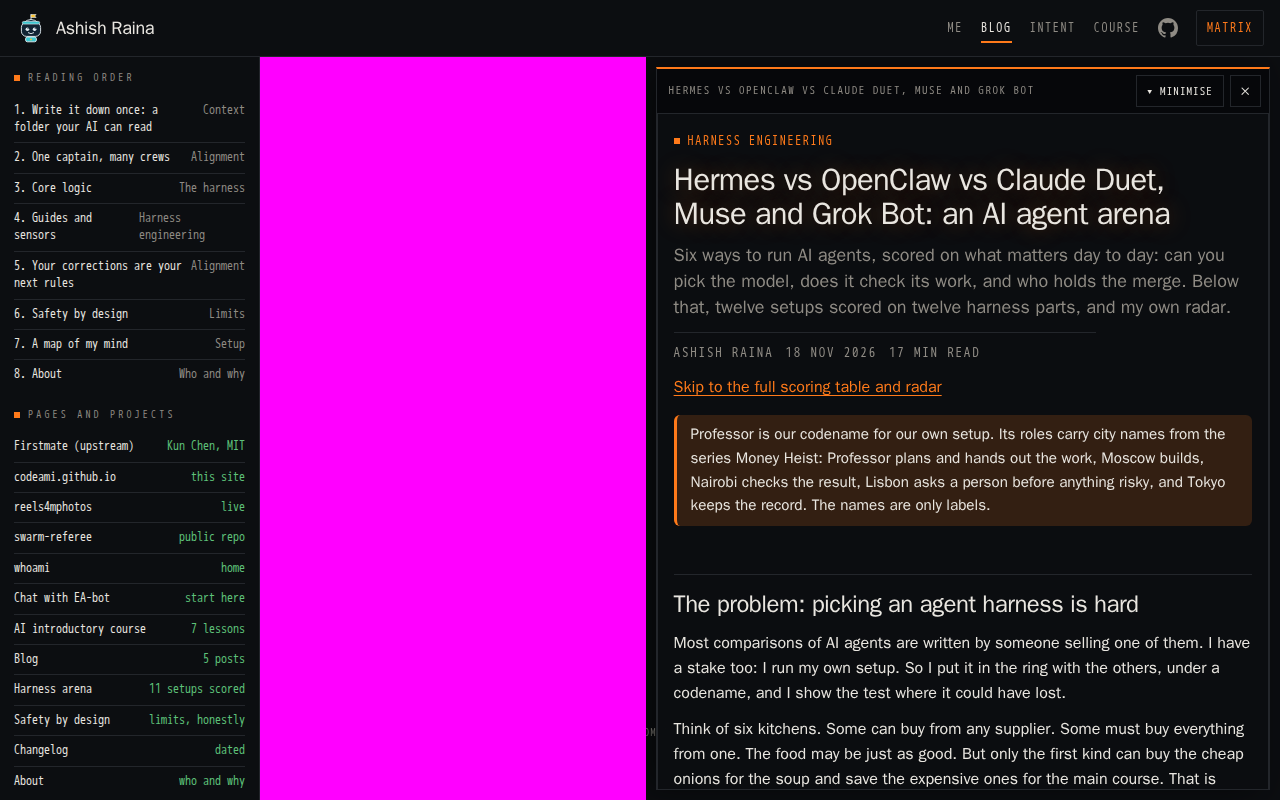 Ashish Raina
ME BLOG INTENT COURSE MATRIX
READING ORDER
1. Write it down once: a folder your AI can read Context
2. One captain, many crews Alignment
3. Core logic The harness
4. Guides and sensors Harness engineering
5. Your corrections are your next rules Alignment
6. Safety by design Limits
7. A map of my mind Setup
8. About Who and why
PAGES AND PROJECTS
Firstmate (upstream) Kun Chen, MIT
codeami.github.io this site
reels4mphotos live
swarm-referee public repo
whoami home
Chat with EA-bot start here
AI introductory course 7 lessons
Blog 5 posts
Harness arena 11 setups scored
Safety by design limits, honestly
Changelog dated
About who and why
HERMES VS OPENCLAW VS CLAUDE DUET, MUSE AND GROK BOT
▾ MINIMISE ✕
HARNESS ENGINEERING
Hermes vs OpenClaw vs Claude Duet,
Muse and Grok Bot: an AI agent arena
Six ways to run AI agents, scored on what matters day to day: can you
pick the model, does it check its work, and who holds the merge. Below
that, twelve setups scored on twelve harness parts, and my own radar.
ASHISH RAINA 18 NOV 2026 17 MIN READ
Skip to the full scoring table and radar
Professor is our codename for our own setup. Its roles carry city names from the
series Money Heist: Professor plans and hands out the work, Moscow builds,
Nairobi checks the result, Lisbon asks a person before anything risky, and Tokyo
keeps the record. The names are only labels.
The problem: picking an agent harness is hard
Most comparisons of AI agents are written by someone selling one of them. I have
a stake too: I run my own setup. So I put it in the ring with the others, under a
codename, and I show the test where it could have lost.
Think of six kitchens. Some can buy from any supplier. Some must buy everything
from one. The food may be just as good. But only the first kind can buy the cheap
onions for the soup and save the expensive ones for the main course. That is